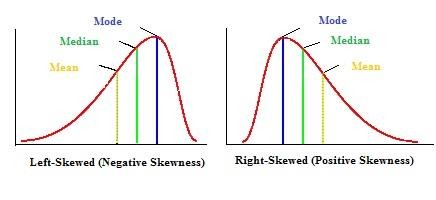 Mode
Median
Mean
Left-Skewed (Negative Skewness)
Mode
Median
Mean
Right-Skewed (Positive Skewness)